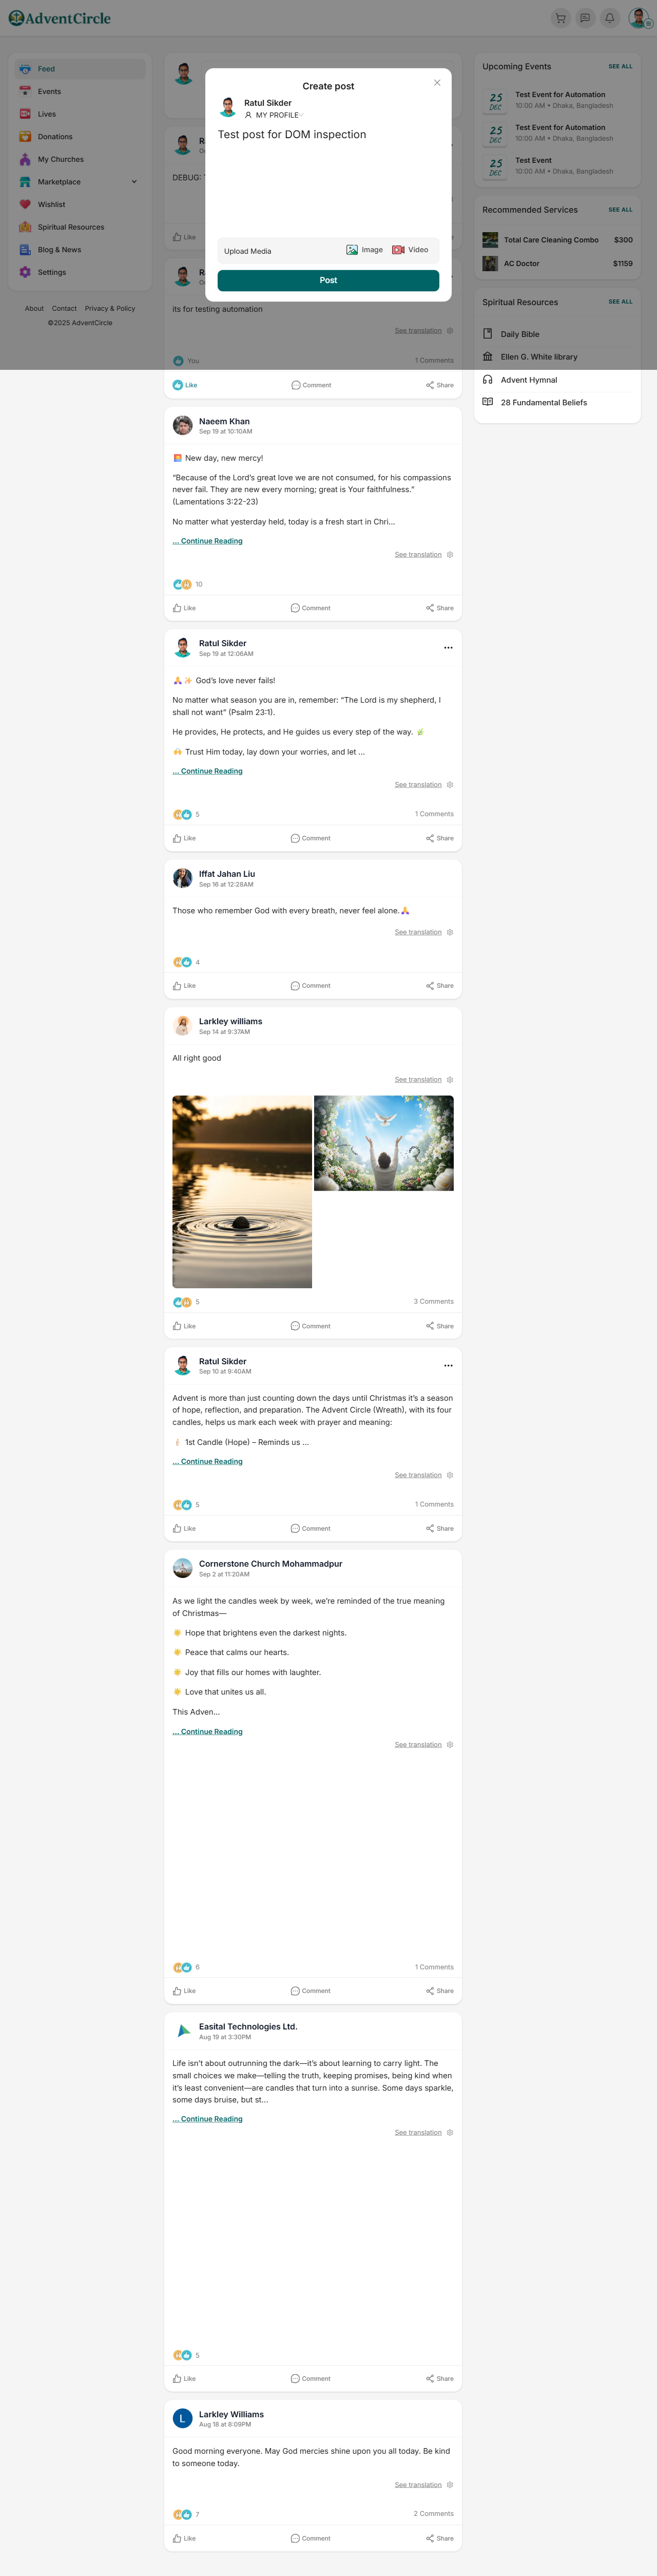 AdventCircle
Feed
Events
Lives
Donations
My Churches
Marketplace
Wishlist
Spiritual Resources
Blog & News
Settings
About Contact Privacy & Policy
©2025 AdventCircle
Create post
Ratul Sikder
MY PROFILE
Test post for DOM inspection
Upload Media
Image
Video
Post
DEBUG:
Like
its for testing automation
See translation
You
1 Comments
Like
Comment
Share
Naeem Khan
Sep 19 at 10:10AM
New day, new mercy!
“Because of the Lord’s great love we are not consumed, for his compassions
never fail. They are new every morning; great is Your faithfulness.”
(Lamentations 3:22-23)
No matter what yesterday held, today is a fresh start in Chri...
... Continue Reading
See translation
10
Like
Comment
Share
Ratul Sikder
Sep 19 at 12:06AM
God’s love never fails!
No matter what season you are in, remember: “The Lord is my shepherd, I
shall not want” (Psalm 23:1).
He provides, He protects, and He guides us every step of the way.
Trust Him today, lay down your worries, and let ...
... Continue Reading
See translation
5
1 Comments
Like
Comment
Share
Iffat Jahan Liu
Sep 16 at 12:28AM
Those who remember God with every breath, never feel alone.
See translation
4
Like
Comment
Share
Larkley williams
Sep 14 at 9:37AM
All right good
See translation
5
3 Comments
Like
Comment
Share
Ratul Sikder
Sep 10 at 9:40AM
Advent is more than just counting down the days until Christmas it’s a season
of hope, reflection, and preparation. The Advent Circle (Wreath), with its four
candles, helps us mark each week with prayer and meaning:
1st Candle (Hope) – Reminds us ...
... Continue Reading
See translation
5
1 Comments
Like
Comment
Share
Cornerstone Church Mohammadpur
Sep 2 at 11:20AM
As we light the candles week by week, we’re reminded of the true meaning
of Christmas—
Hope that brightens even the darkest nights.
Peace that calms our hearts.
Joy that fills our homes with laughter.
Love that unites us all.
This Adven...
... Continue Reading
See translation
6
1 Comments
Like
Comment
Share
Easital Technologies Ltd.
Aug 19 at 3:30PM
Life isn’t about outrunning the dark—it’s about learning to carry light. The
small choices we make—telling the truth, keeping promises, being kind when
it’s least convenient—are candles that turn into a sunrise. Some days sparkle,
some days bruise, but st...
... Continue Reading
See translation
5
Like
Comment
Share
L
Larkley Williams
Aug 18 at 8:09PM
Good morning everyone. May God mercies shine upon you all today. Be kind
to someone today.
See translation
7
2 Comments
Like
Comment
Share
Upcoming Events
SEE ALL
25
DEC
Test Event for Automation
10:00 AM • Dhaka, Bangladesh
25
DEC
Test Event for Automation
10:00 AM • Dhaka, Bangladesh
25
DEC
Test Event
10:00 AM • Dhaka, Bangladesh
Recommended Services
SEE ALL
Total Care Cleaning Combo
$300
AC Doctor
$1159
Spiritual Resources
SEE ALL
Daily Bible
Ellen G. White library
Advent Hymnal
28 Fundamental Beliefs